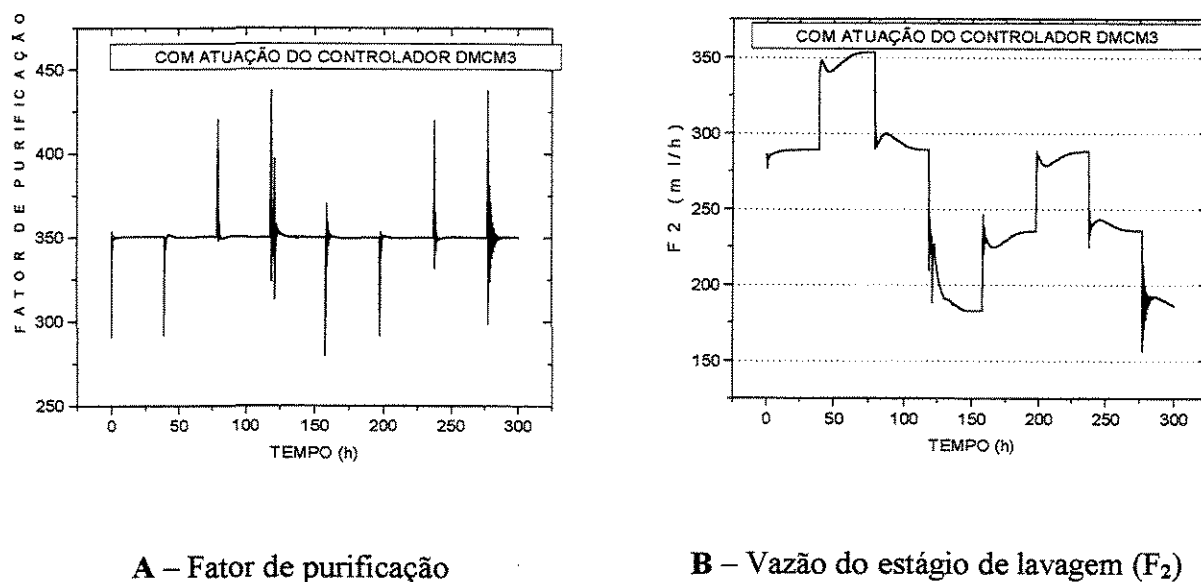 COM ATUAÇÃO DO CONTROLADOR DMCM3
FATOR DE PURIFICAÇÃO
450
400
350
300
250
0 50 100 150 200 250 300
TEMPO (h)
A – Fator de purificação
COM ATUAÇÃO DO CONTROLADOR DMCM3
F2 (ml/h)
350
300
250
200
150
0 50 100 150 200 250 300
TEMPO (h)
B – Vazão do estágio de lavagem (F₂)